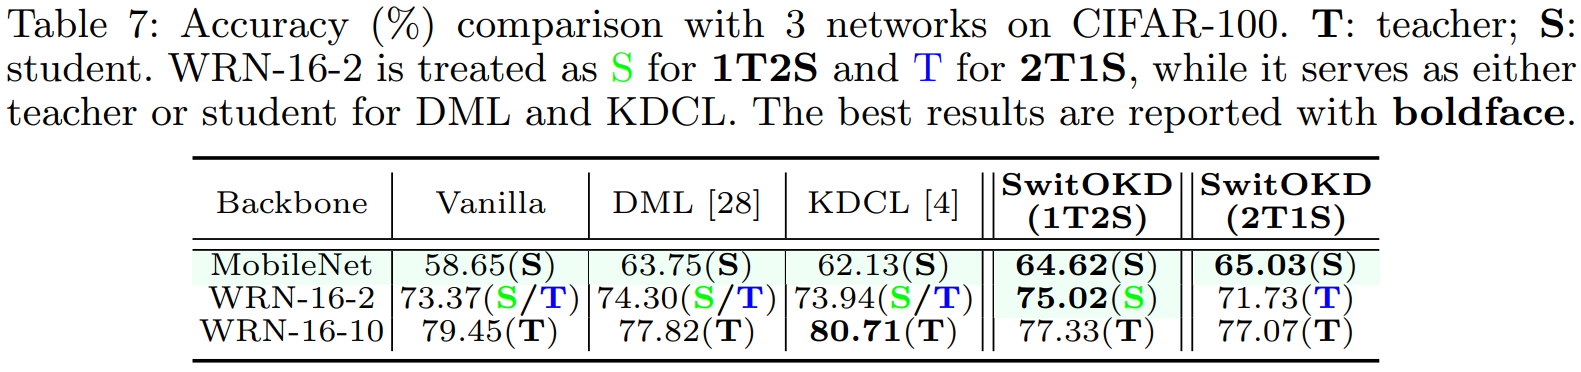 Table 7: Accuracy (%) comparison with 3 networks on CIFAR-100. T: teacher; S:
student. WRN-16-2 is treated as S for 1T2S and T for 2T1S, while it serves as either
teacher or student for DML and KDCL. The best results are reported with boldface.
Backbone Vanilla DML [28] KDCL [4] SwitOKD (1T2S) SwitOKD (2T1S)
MobileNet 58.65(S) 63.75(S) 62.13(S) 64.62(S) 65.03(S)
WRN-16-2 73.37(S/T) 74.30(S/T) 73.94(S/T) 75.02(S) 71.73(T)
WRN-16-10 79.45(T) 77.82(T) 80.71(T) 77.33(T) 77.07(T)